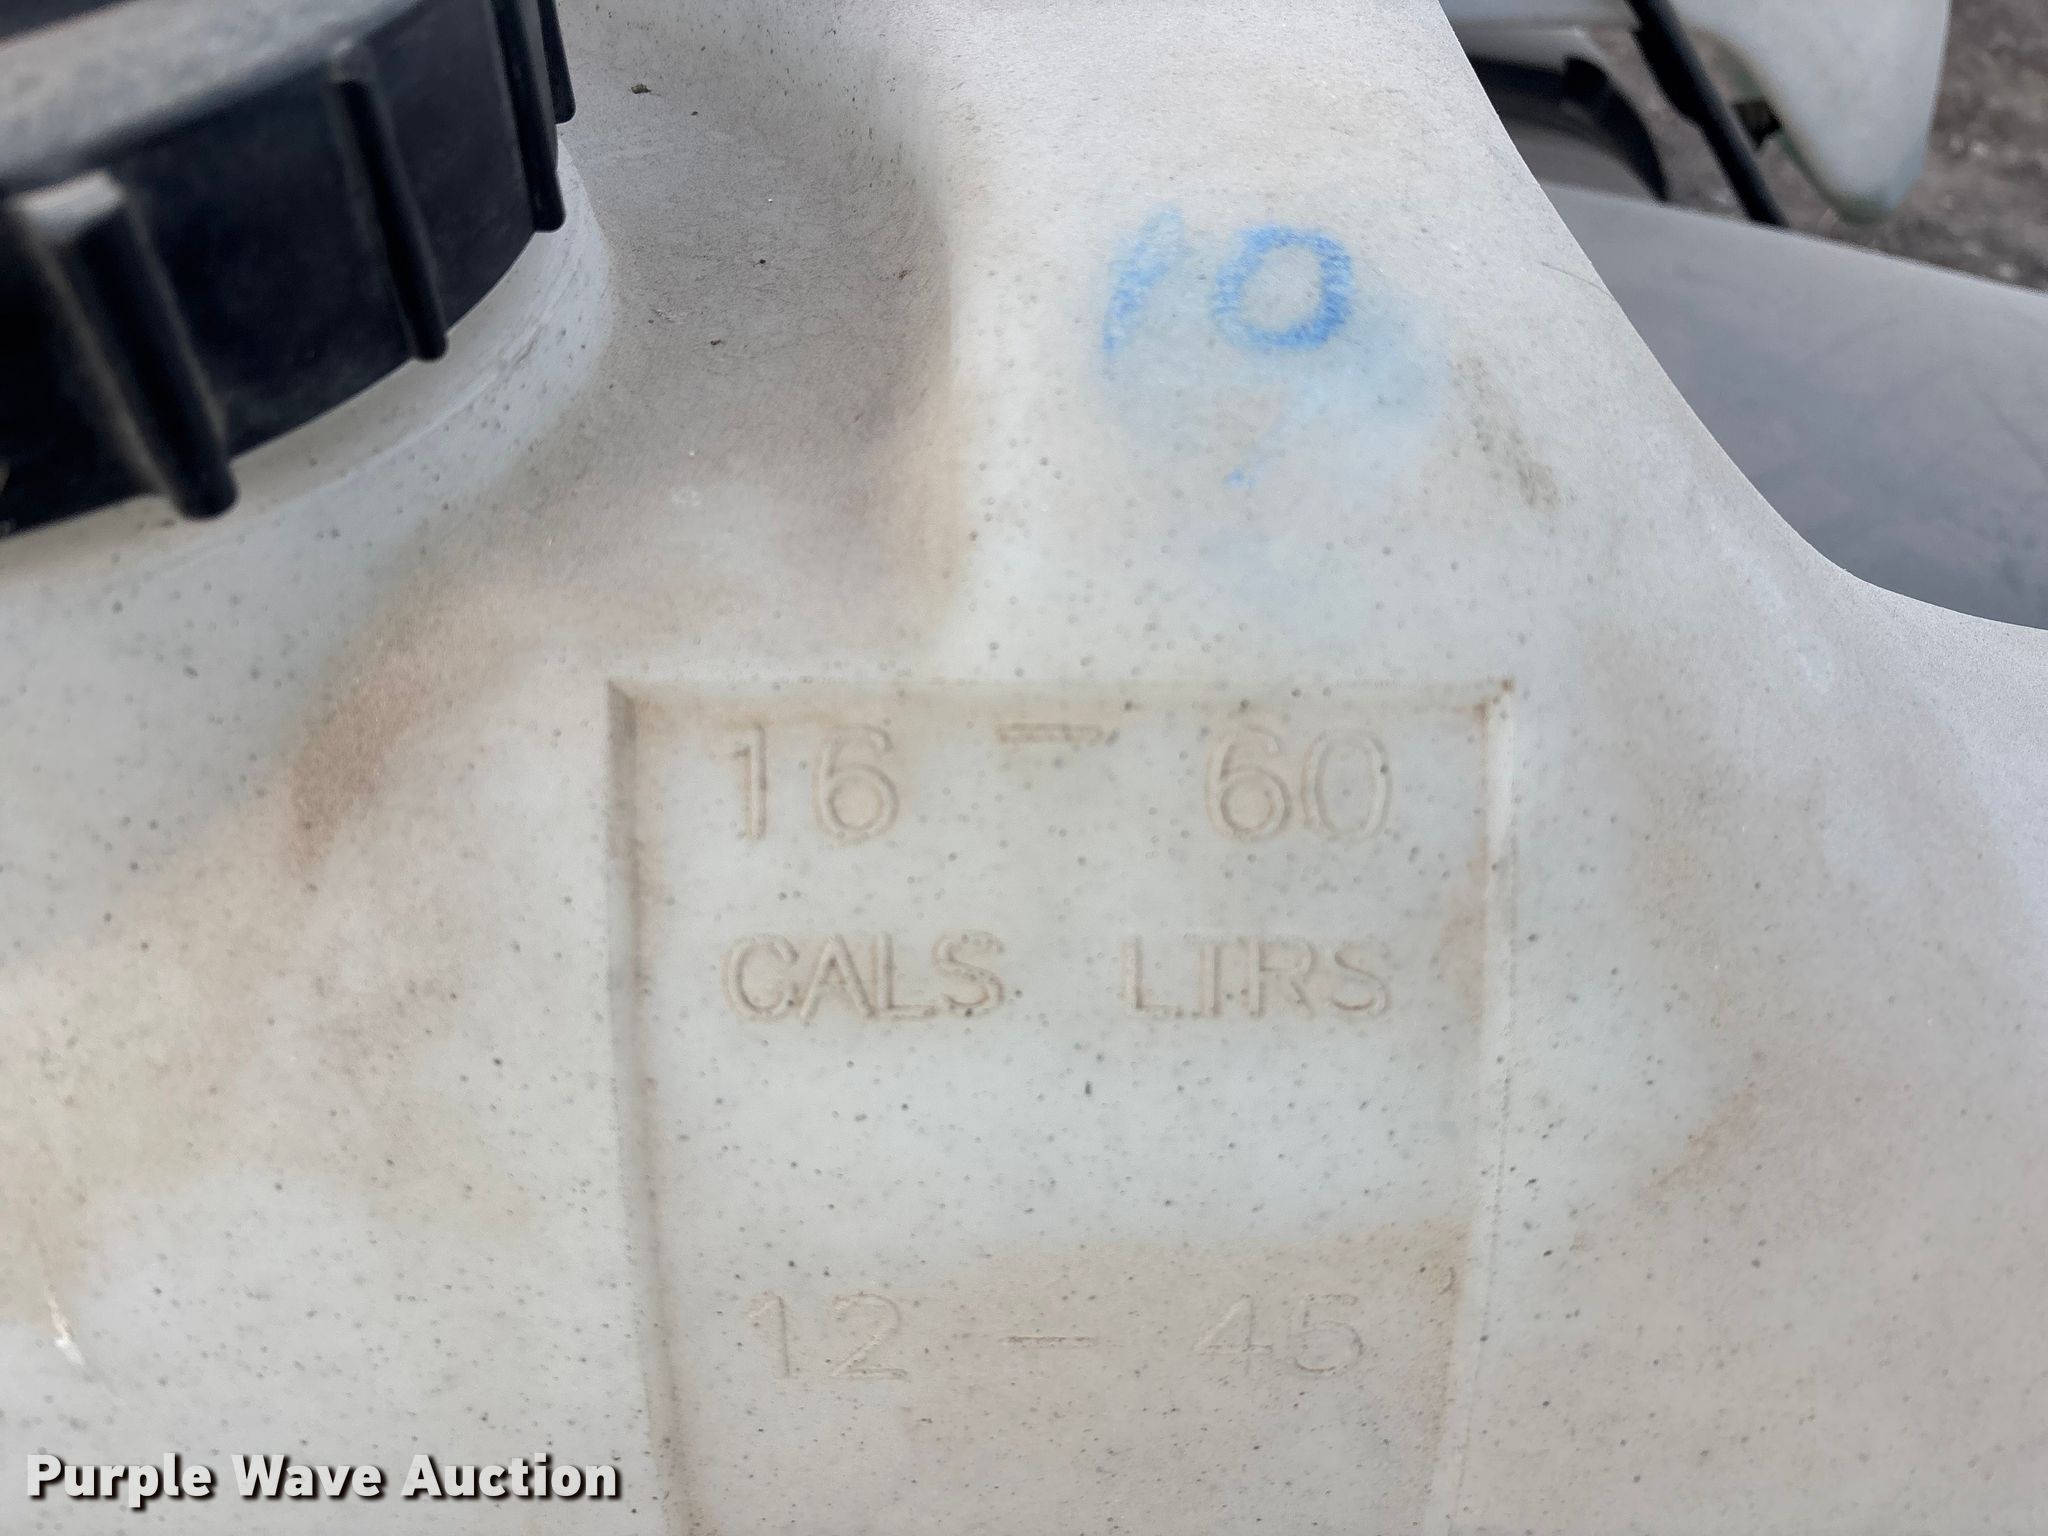 10
16 — 60
GALS LTRS
12 — 45
Purple Wave Auction